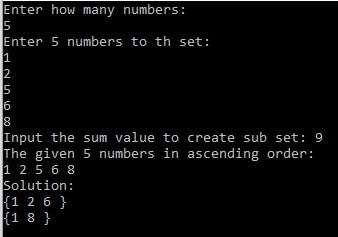 Enter how many numbers:
5
Enter 5 numbers to th set:
1
2
5
6
8
Input the sum value to create sub set: 9
The given 5 numbers in ascending order:
1 2 5 6 8
Solution:
{1 2 6 }
{1 8 }